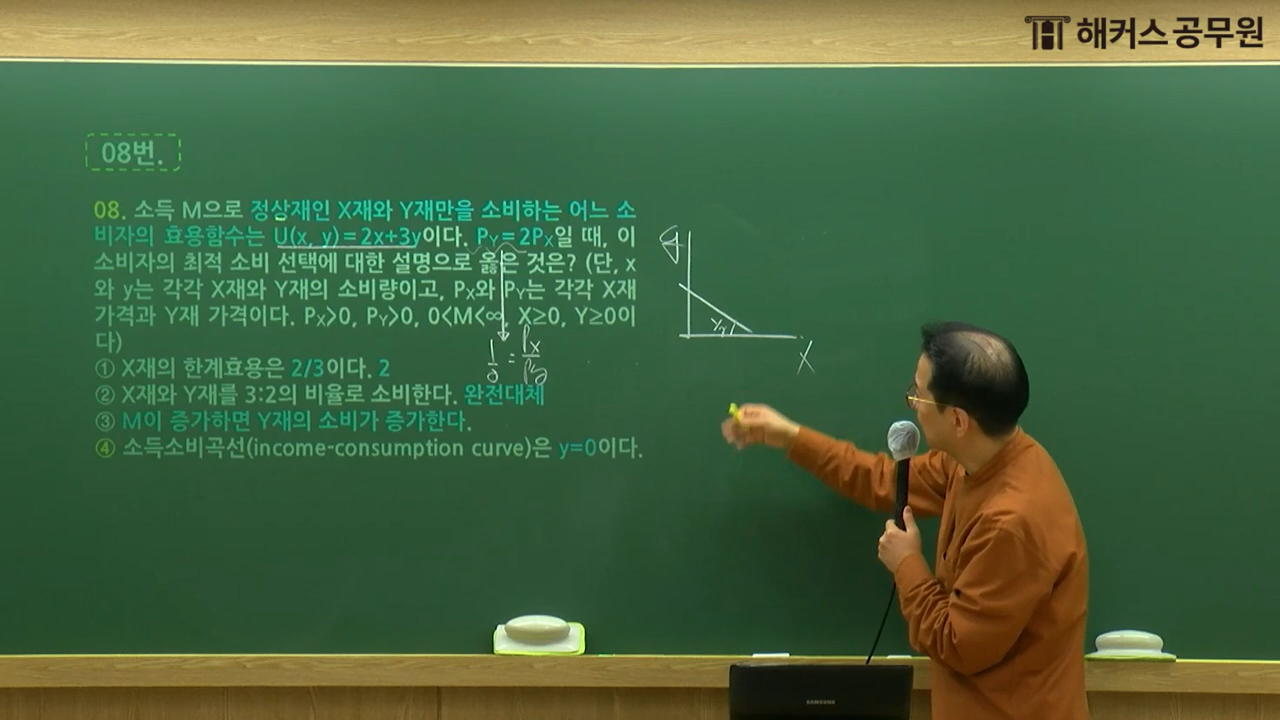 해커스공무원
08번.
08. 소득 M으로 정상재인 X재와 Y재만을 소비하는 어느 소
비자의 효용함수는 U(x, y)=2x+3y이다. PY=2PX일 때, 이
소비자의 최적 소비 선택에 대한 설명으로 옳은 것은? (단, x
와 y는 각각 X재와 Y재의 소비량이고, PX와 PY는 각각 X재
가격과 Y재 가격이다. PX>0, PY>0, 0<M<∞, X≥0, Y≥0이
다)
① X재의 한계효용은 2/3이다. 2
② X재와 Y재를 3:2의 비율로 소비한다. 완전대체
③ M이 증가하면 Y재의 소비가 증가한다.
④ 소득소비곡선(income-consumption curve)은 y=0이다.
1/2 = Px/Py
1/2
X
SAMSUNG